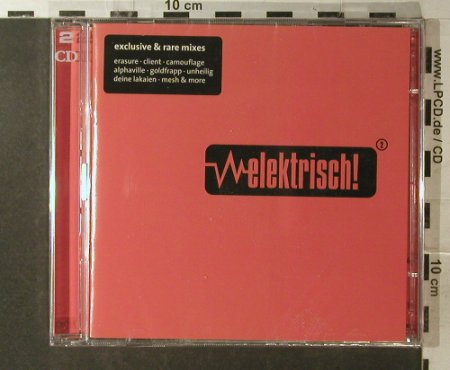 10 cm
2
CD
exclusive & rare mixes
erasure · client · camouflage
alphaville · goldfrapp · unheilig
deine lakaien · mesh & more
2
elektrisch!
www.LPCD.de / CD
10 cm